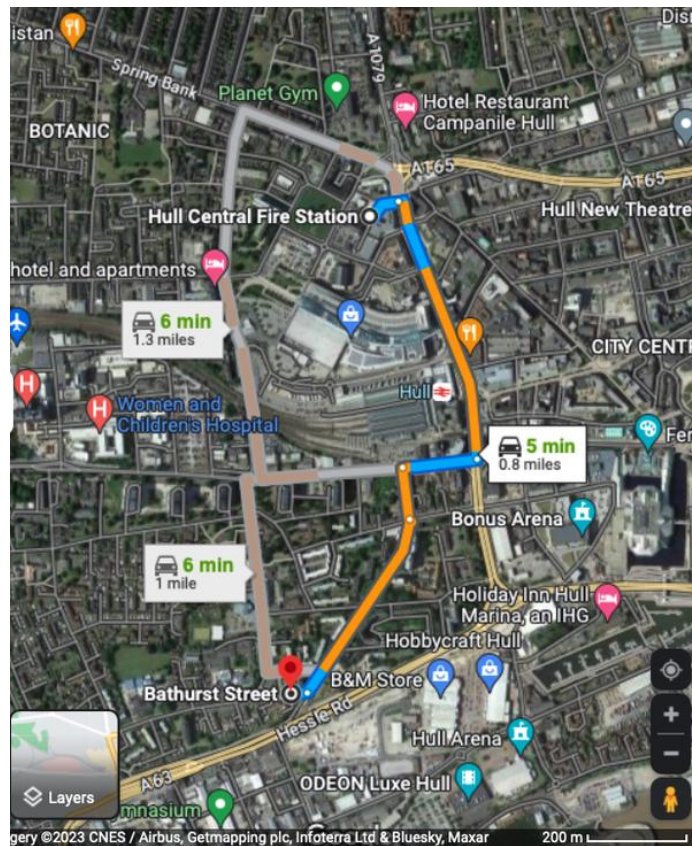 istan
Spring Bank
A1079
Dis
Planet Gym
Hotel Restaurant
Campanile Hull
BOTANIC
A165
A165
Hull Central Fire Station
Hull New Theatre
hotel and apartments
6 min
1.3 miles
CITY CENTR
H
H
Women and
Children's Hospital
Hull
5 min
0.8 miles
Fer
Bonus Arena
6 min
1 mile
Holiday Inn Hull
Marina, an IHG
Hobbycraft Hull
B&M Store
Bathurst Street
Hessle Rd
Hull Arena
A63
ODEON Luxe Hull
Layers
mnasium
gery ©2023 CNES / Airbus, Getmapping plc, Infoterra Ltd & Bluesky, Maxar
200 m